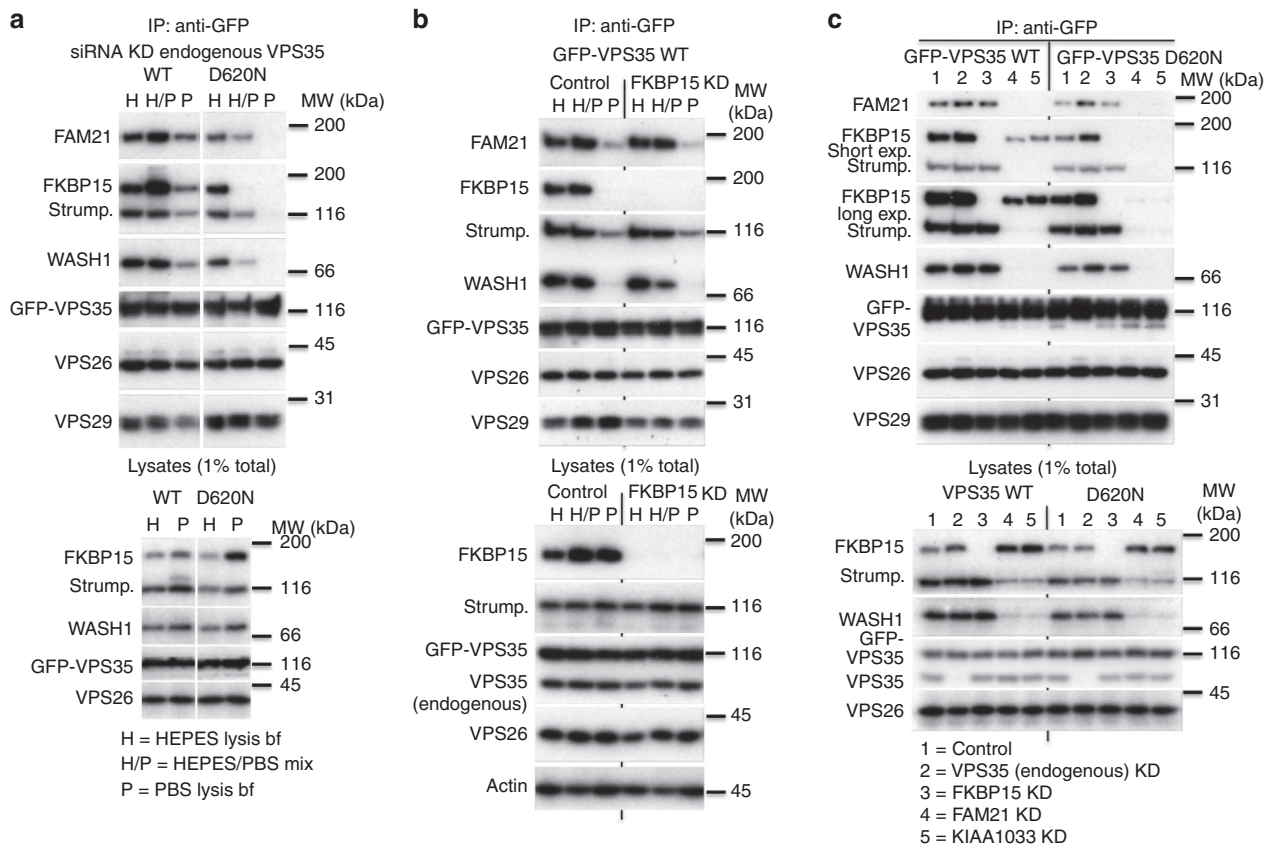 a
IP: anti-GFP
siRNA KD endogenous VPS35
WT D620N
H H/P P H H/P P MW (kDa)
FAM21 200
FKBP15 200
Strump. 116
WASH1 66
GFP-VPS35 116
VPS26 45
VPS29 31
Lysates (1% total)
WT D620N
H P H P MW (kDa)
FKBP15 200
Strump. 116
WASH1 66
GFP-VPS35 116
VPS26 45
H = HEPES lysis bf
H/P = HEPES/PBS mix
P = PBS lysis bf
b
IP: anti-GFP
GFP-VPS35 WT
Control FKBP15 KD MW
H H/P P H H/P P (kDa)
FAM21 200
FKBP15 200
Strump. 116
WASH1 66
GFP-VPS35 116
VPS26 45
VPS29 31
Lysates (1% total)
Control FKBP15 KD MW
H H/P P H H/P P (kDa)
FKBP15 200
Strump. 116
GFP-VPS35 116
VPS35
(endogenous)
VPS26 45
Actin 45
c
IP: anti-GFP
GFP-VPS35 WT GFP-VPS35 D620N
1 2 3 4 5 1 2 3 4 5 MW (kDa)
FAM21 200
FKBP15 200
Short exp.
Strump. 116
FKBP15
long exp.
Strump.
WASH1 66
GFP- 116
VPS35
VPS26 45
VPS29 31
Lysates (1% total)
VPS35 WT D620N MW
1 2 3 4 5 1 2 3 4 5 (kDa)
FKBP15 200
Strump. 116
WASH1 66
GFP-
VPS35 116
VPS35
VPS26 45
1 = Control
2 = VPS35 (endogenous) KD
3 = FKBP15 KD
4 = FAM21 KD
5 = KIAA1033 KD